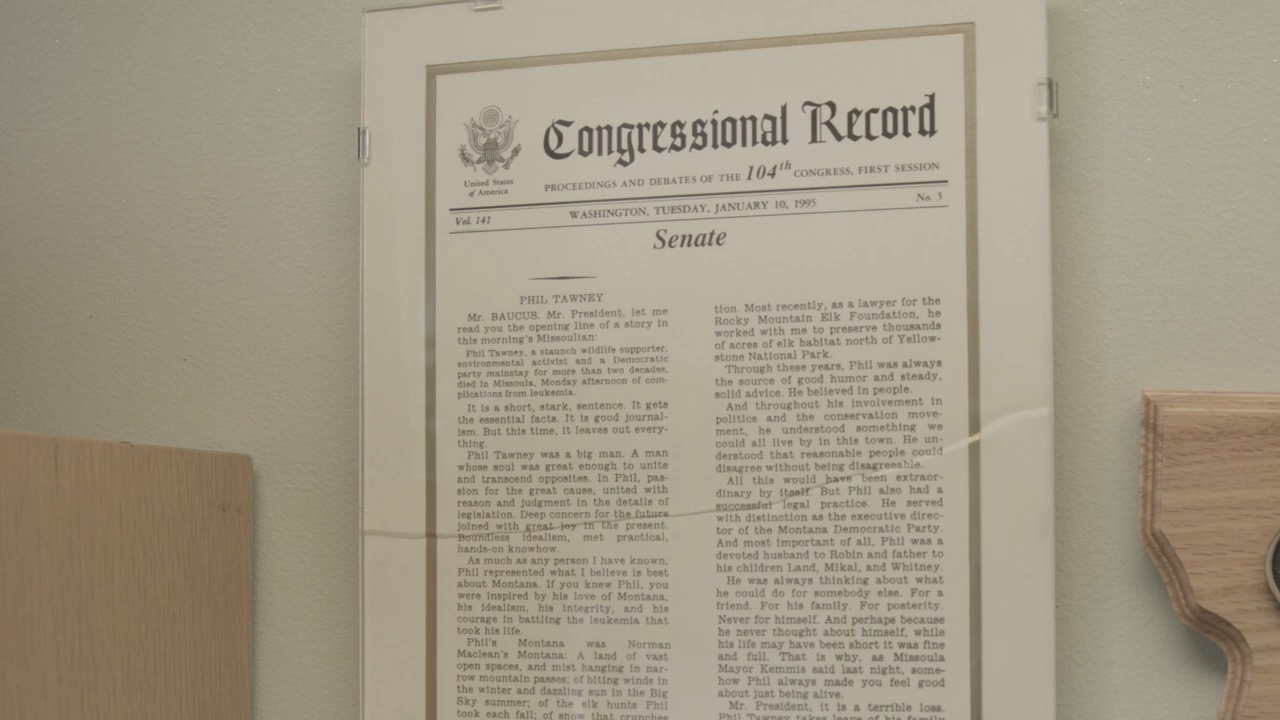 Congressional Record
United States
of America
PROCEEDINGS AND DEBATES OF THE 104th CONGRESS, FIRST SESSION
Vol. 141
WASHINGTON, TUESDAY, JANUARY 10, 1995
No. 5
Senate
PHIL TAWNEY
Mr. BAUCUS. Mr. President, let me
read you the opening line of a story in
this morning's Missoulian:
Phil Tawney, a staunch wildlife supporter,
environmental activist and a Democratic
party mainstay for more than two decades,
died in Missoula, Monday afternoon of com-
plications from leukemia.
It is a short, stark, sentence. It gets
the essential facts. It is good journal-
ism. But this time, it leaves out every-
thing.
Phil Tawney was a big man. A man
whose soul was great enough to unite
and transcend opposites. In Phil, pas-
sion for the great cause, united with
reason and judgment in the details of
legislation. Deep concern for the future
joined with great joy in the present.
Boundless idealism, met practical,
hands-on knowhow.
As much as any person I have known,
Phil represented what I believe is best
about Montana. If you knew Phil, you
were inspired by his love of Montana,
his idealism, his integrity, and his
courage in battling the leukemia that
took his life.
Phil's Montana was Norman
Maclean's Montana: A land of vast
open spaces, and mist hanging in nar-
row mountain passes; of biting winds in
the winter and dazzling sun in the Big
Sky summer; of the elk hunts Phil
took each fall; of snow that crunches
tion. Most recently, as a lawyer for the
Rocky Mountain Elk Foundation, he
worked with me to preserve thousands
of acres of elk habitat north of Yellow-
stone National Park.
Through these years, Phil was always
the source of good humor and steady,
solid advice. He believed in people.
And throughout his involvement in
politics and the conservation move-
ment, he understood something we
could all live by in this town. He un-
derstood that reasonable people could
disagree without being disagreeable.
All this would have been extraor-
dinary by itself. But Phil also had a
successful legal practice. He served
with distinction as the executive direc-
tor of the Montana Democratic Party.
And most important of all, Phil was a
devoted husband to Robin and father to
his children Land, Mikal, and Whitney.
He was always thinking about what
he could do for somebody else. For a
friend. For his family. For posterity.
Never for himself. And perhaps because
he never thought about himself, while
his life may have been short it was fine
and full. That is why, as Missoula
Mayor Kemmis said last night, some-
how Phil always made you feel good
about just being alive.
Mr. President, it is a terrible loss.
Phil Tawney takes leave of his family